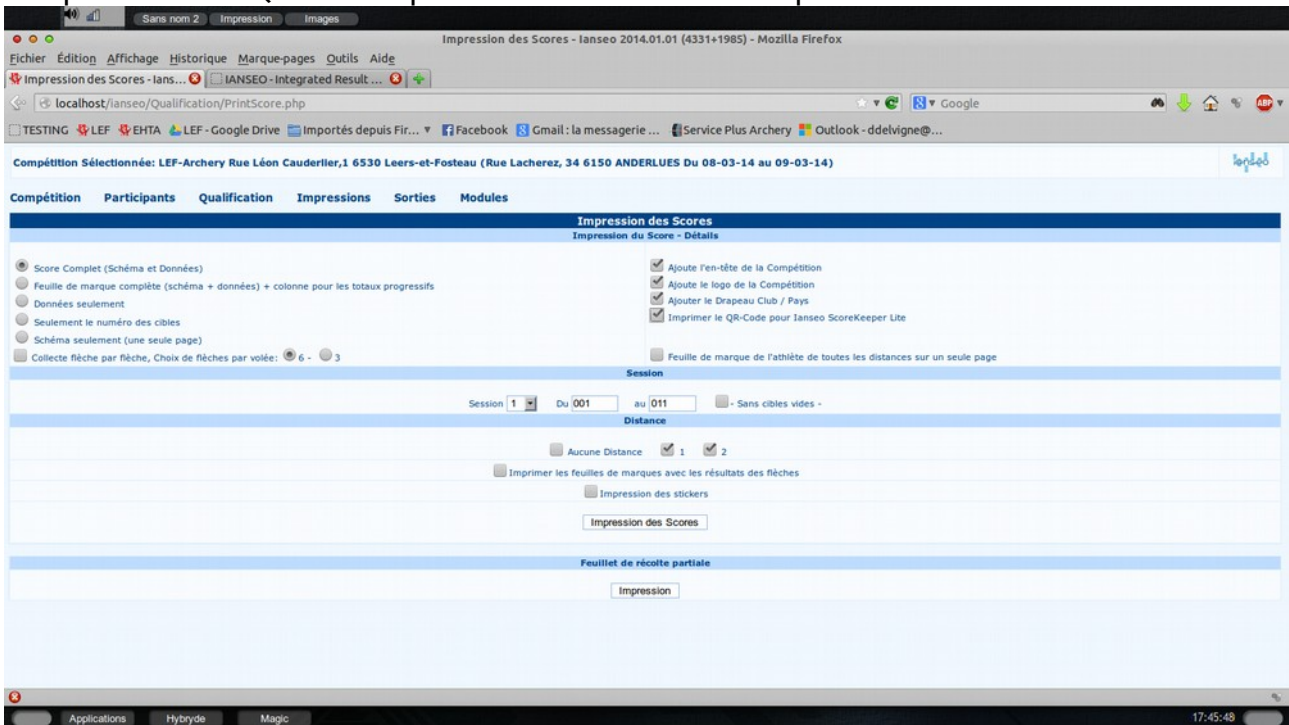 Sans nom 2 Impression Images
Impression des Scores - Ianseo 2014.01.01 (4331+1985) - Mozilla Firefox
Fichier Édition Affichage Historique Marque-pages Outils Aide
Impression des Scores - Ians... IANSEO - Integrated Result ...
localhost/ianseo/Qualification/PrintScore.php Google
TESTING LEF EHTA LEF - Google Drive Importés depuis Fir... Facebook Gmail : la messagerie ... Service Plus Archery Outlook - ddelvigne@...
Compétition Sélectionnée: LEF-Archery Rue Léon Cauderlier,1 6530 Leers-et-Fosteau (Rue Lacherez, 34 6150 ANDERLUES Du 08-03-14 au 09-03-14) ianseo
Compétition Participants Qualification Impressions Sorties Modules
Impression des Scores
Impression du Score - Détails
Score Complet (Schéma et Données) Ajoute l'en-tête de la Compétition
Feuille de marque complète (schéma + données) + colonne pour les totaux progressifs Ajoute le logo de la Compétition
Données seulement Ajouter le Drapeau Club / Pays
Seulement le numéro des cibles Imprimer le QR-Code pour Ianseo ScoreKeeper Lite
Schéma seulement (une seule page)
Collecte flèche par flèche, Choix de flèches par volée: 6 - 3 Feuille de marque de l'athlète de toutes les distances sur un seule page
Session
Session 1 Du 001 au 011 - Sans cibles vides -
Distance
Aucune Distance 1 2
Imprimer les feuilles de marques avec les résultats des flèches
Impression des stickers
Impression des Scores
Feuillet de récolte partiale
Impression
Applications Hybryde Magic 17:45:48